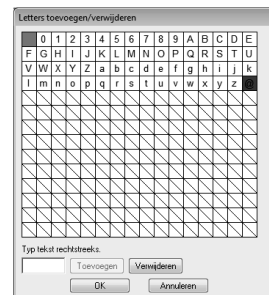 Letters toevoegen/verwijderen
0 1 2 3 4 5 6 7 8 9 A B C D E
F G H I J K L M N O P Q R S T U
V W X Y Z a b c d e f g h i j k
l m n o p q r s t u v w x y z @
Typ tekst rechtstreeks.
Toevoegen Verwijderen
OK Annuleren